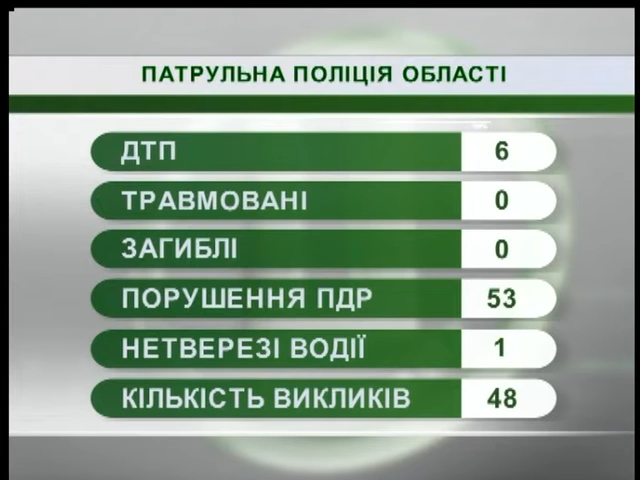 ПАТРУЛЬНА ПОЛІЦІЯ ОБЛАСТІ
ДТП 6
ТРАВМОВАНІ 0
ЗАГИБЛІ 0
ПОРУШЕННЯ ПДР 53
НЕТВЕРЕЗІ ВОДІЇ 1
КІЛЬКІСТЬ ВИКЛИКІВ 48